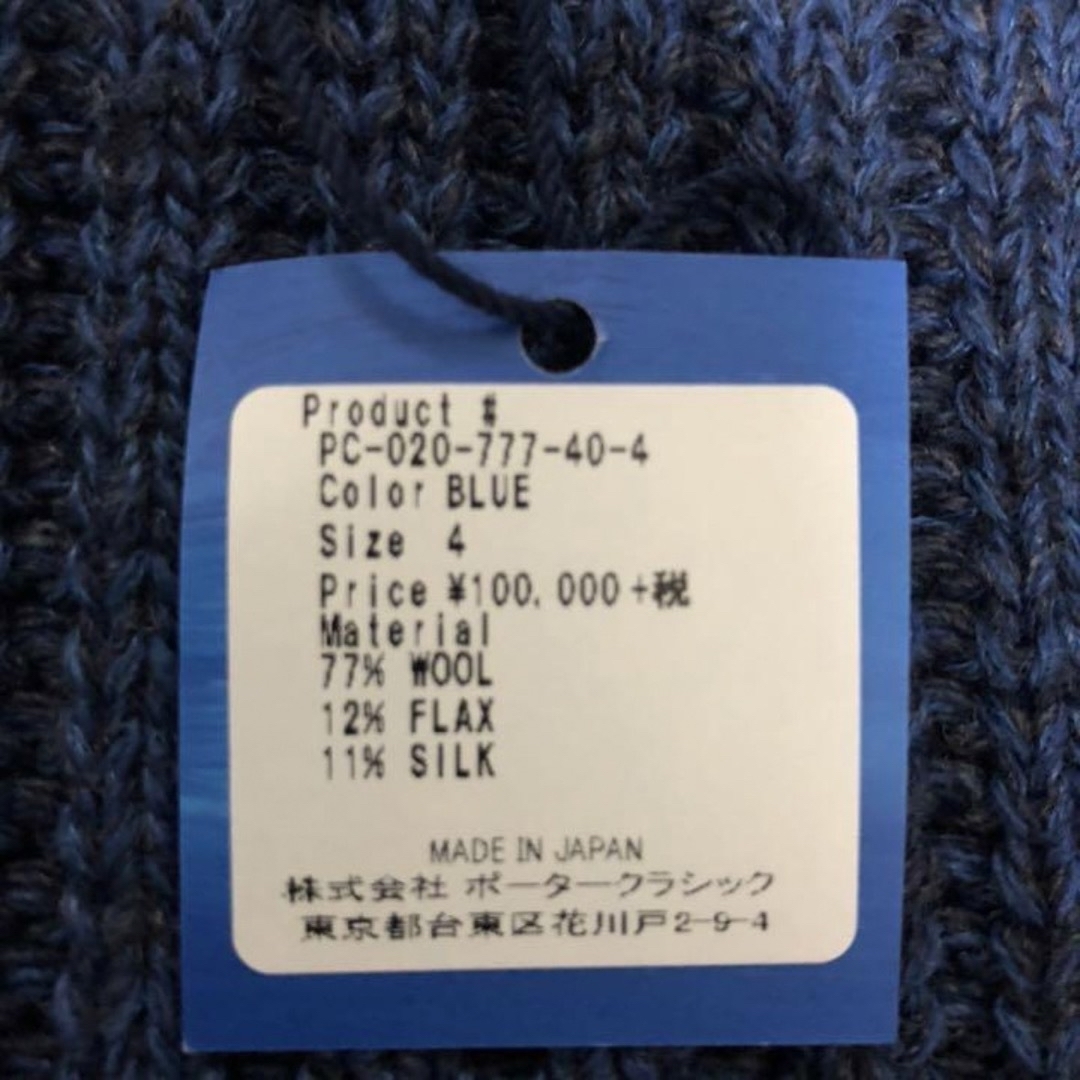 Product #
PC-020-777-40-4
Color BLUE
Size 4
Price ¥100,000+税
Material
77% WOOL
12% FLAX
11% SILK
MADE IN JAPAN
株式会社 ポータークラシック
東京都台東区花川戸2-9-4